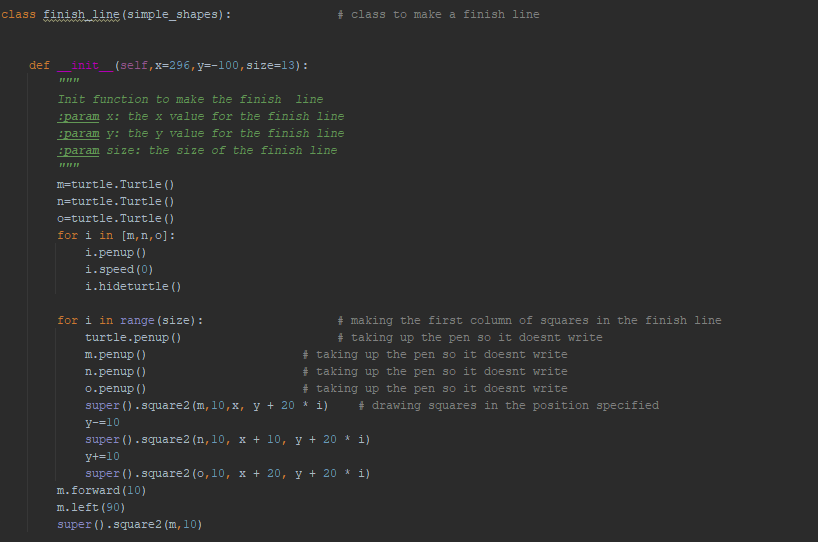 class finish_line(simple_shapes):               # class to make a finish line
    def __init__(self,x=296,y=-100,size=13):
        """
        Init function to make the finish  line
        :param x: the x value for the finish line
        :param y: the y value for the finish line
        :param size: the size of the finish line
        """
        m=turtle.Turtle()
        n=turtle.Turtle()
        o=turtle.Turtle()
        for i in [m,n,o]:
            i.penup()
            i.speed(0)
            i.hideturtle()
        for i in range(size):                   # making the first column of squares in the finish line
            turtle.penup()                      # taking up the pen so it doesnt write
            m.penup()                      # taking up the pen so it doesnt write
            n.penup()                      # taking up the pen so it doesnt write
            o.penup()                      # taking up the pen so it doesnt write
            super().square2(m,10,x, y + 20 * i)    # drawing squares in the position specified
            y-=10
            super().square2(n,10, x + 10, y + 20 * i)
            y+=10
            super().square2(o,10, x + 20, y + 20 * i)
        m.forward(10)
        m.left(90)
        super().square2(m,10)